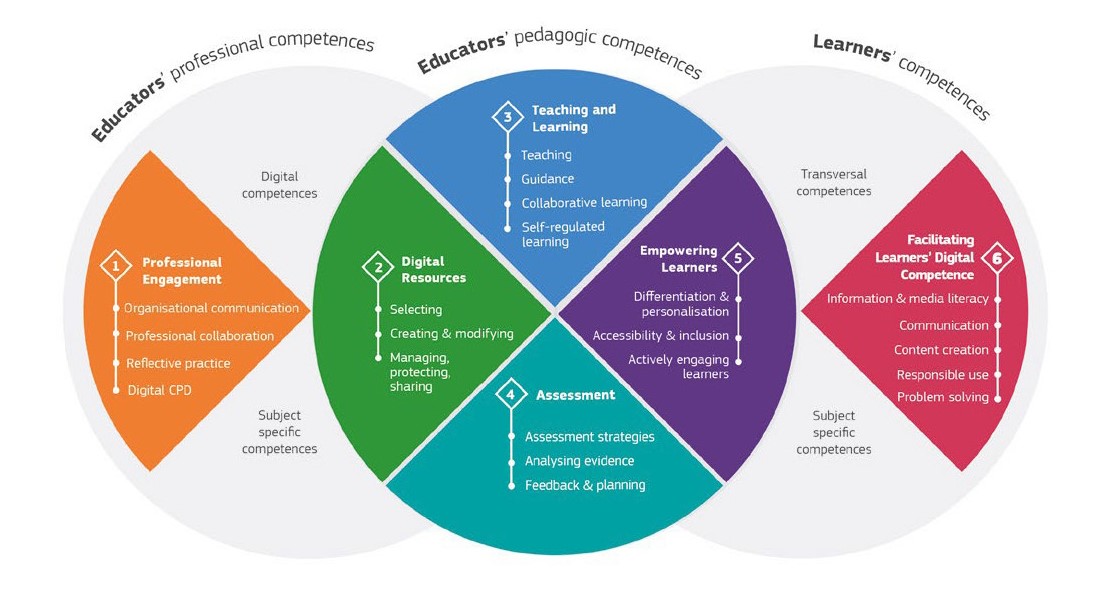 Educators' professional competences
Educators' pedagogic competences
Learners' competences
Digital
competences
1
Professional
Engagement
Organisational communication
Professional collaboration
Reflective practice
Digital CPD
Subject
specific
competences
2
Digital
Resources
Selecting
Creating & modifying
Managing,
protecting,
sharing
3
Teaching and
Learning
Teaching
Guidance
Collaborative learning
Self-regulated
learning
4
Assessment
Assessment strategies
Analysing evidence
Feedback & planning
Empowering
Learners
5
Differentiation &
personalisation
Accessibility & inclusion
Actively engaging
learners
Transversal
competences
Facilitating
Learners' Digital
Competence
6
Information & media literacy
Communication
Content creation
Responsible use
Problem solving
Subject
specific
competences